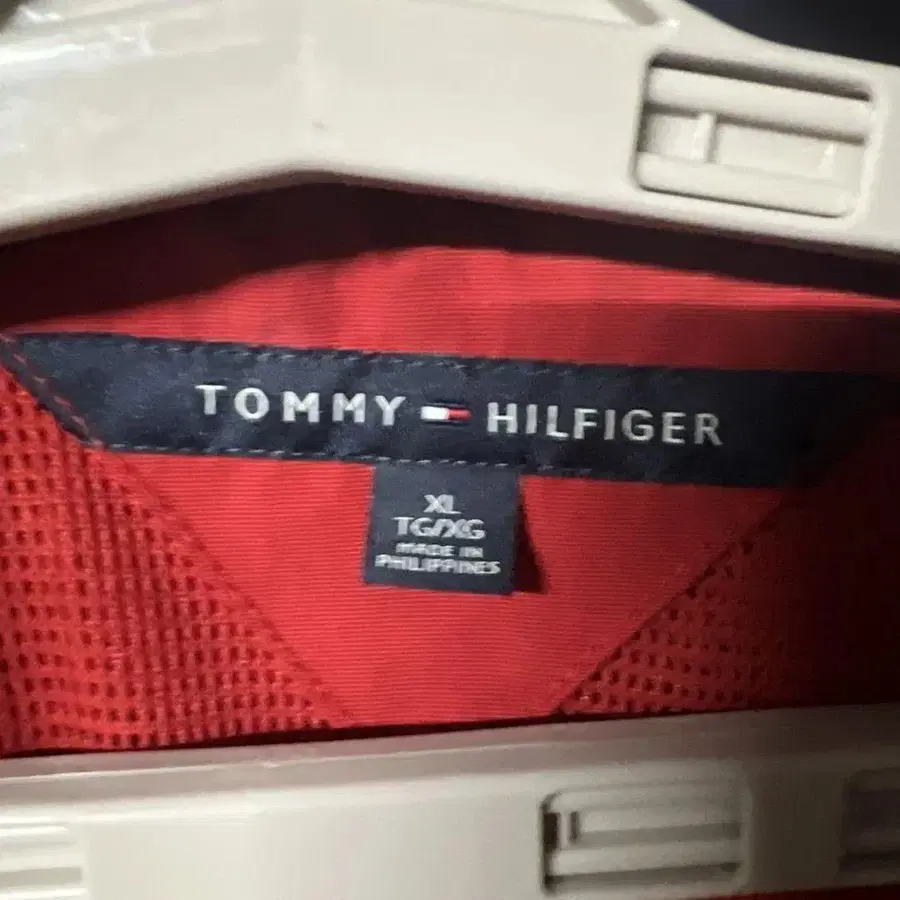 TOMMY HILFIGER
XL
TG/XG
MADE IN
PHILIPPINES